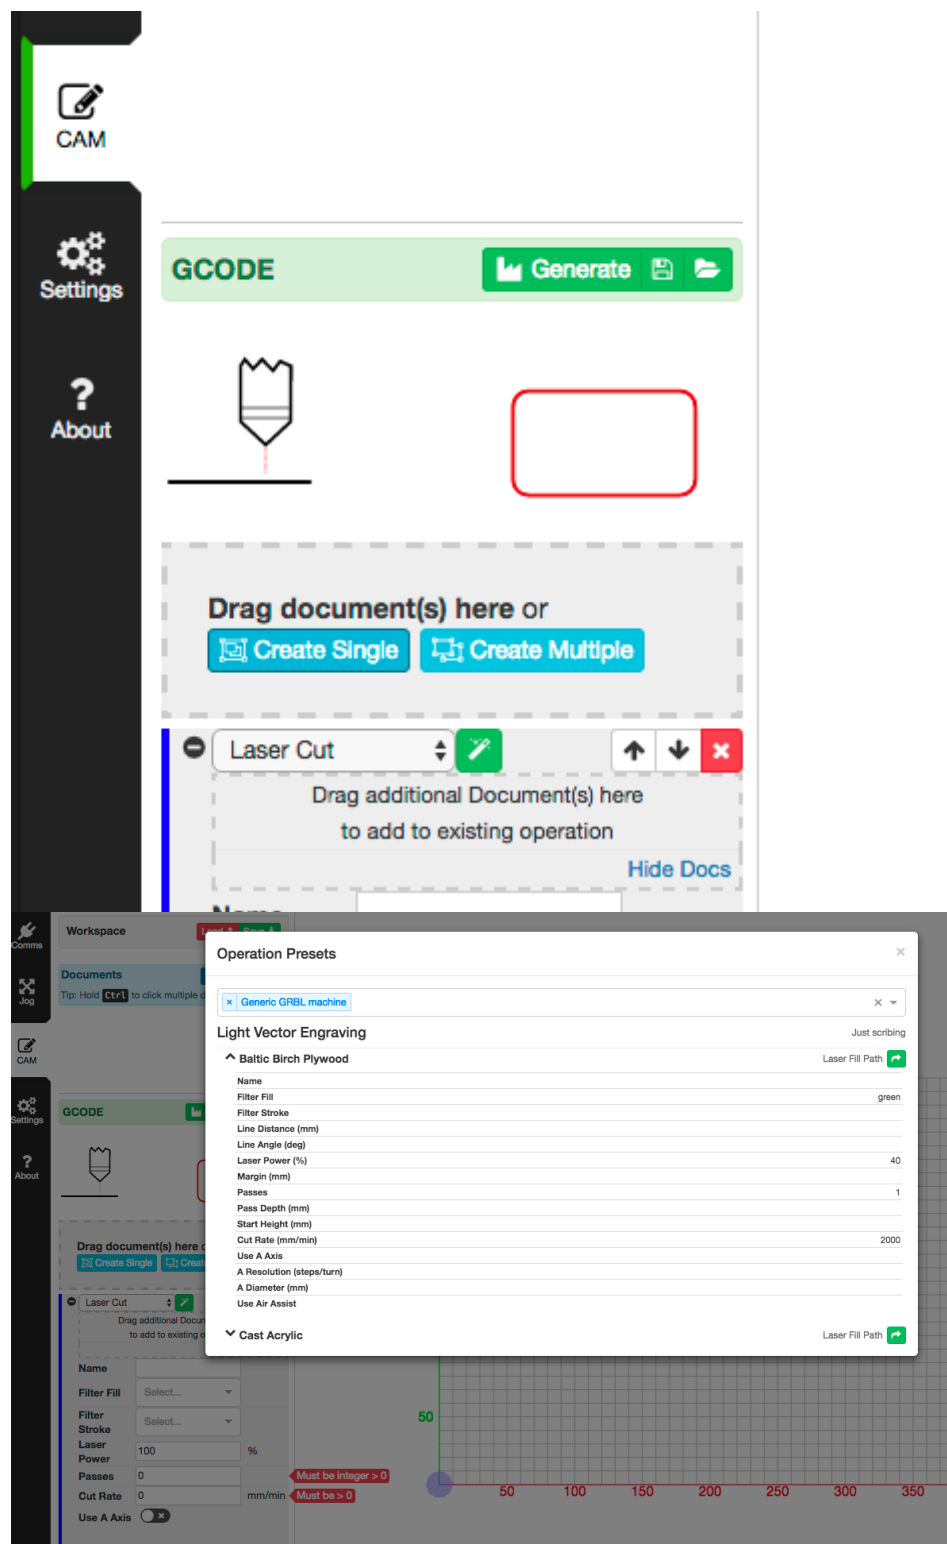 CAM
Settings
About
GCODE
Generate
Drag document(s) here or
Create Single
Create Multiple
Laser Cut
Drag additional Document(s) here
to add to existing operation
Hide Docs
Comms
Jog
CAM
Settings
About
Workspace
Documents
Tip: Hold Ctrl to click multiple
GCODE
Drag document(s) here
Create Single
Laser Cut
to add to existing
Name
Filter Fill Select...
Filter
Stroke
Select...
Laser
Power
100 %
Passes 0 Must be integer > 0
Cut Rate 0 mm/min Must be > 0
Use A Axis
Operation Presets ×
× Generic GRBL machine ×
Light Vector Engraving Just scribing
Baltic Birch Plywood Laser Fill Path
Name
Filter Fill green
Filter Stroke
Line Distance (mm)
Line Angle (deg)
Laser Power (%) 40
Margin (mm)
Passes 1
Pass Depth (mm)
Start Height (mm)
Cut Rate (mm/min) 2000
Use A Axis
A Resolution (steps/turn)
A Diameter (mm)
Use Air Assist
Cast Acrylic Laser Fill Path
50
50 100 150 200 250 300 350